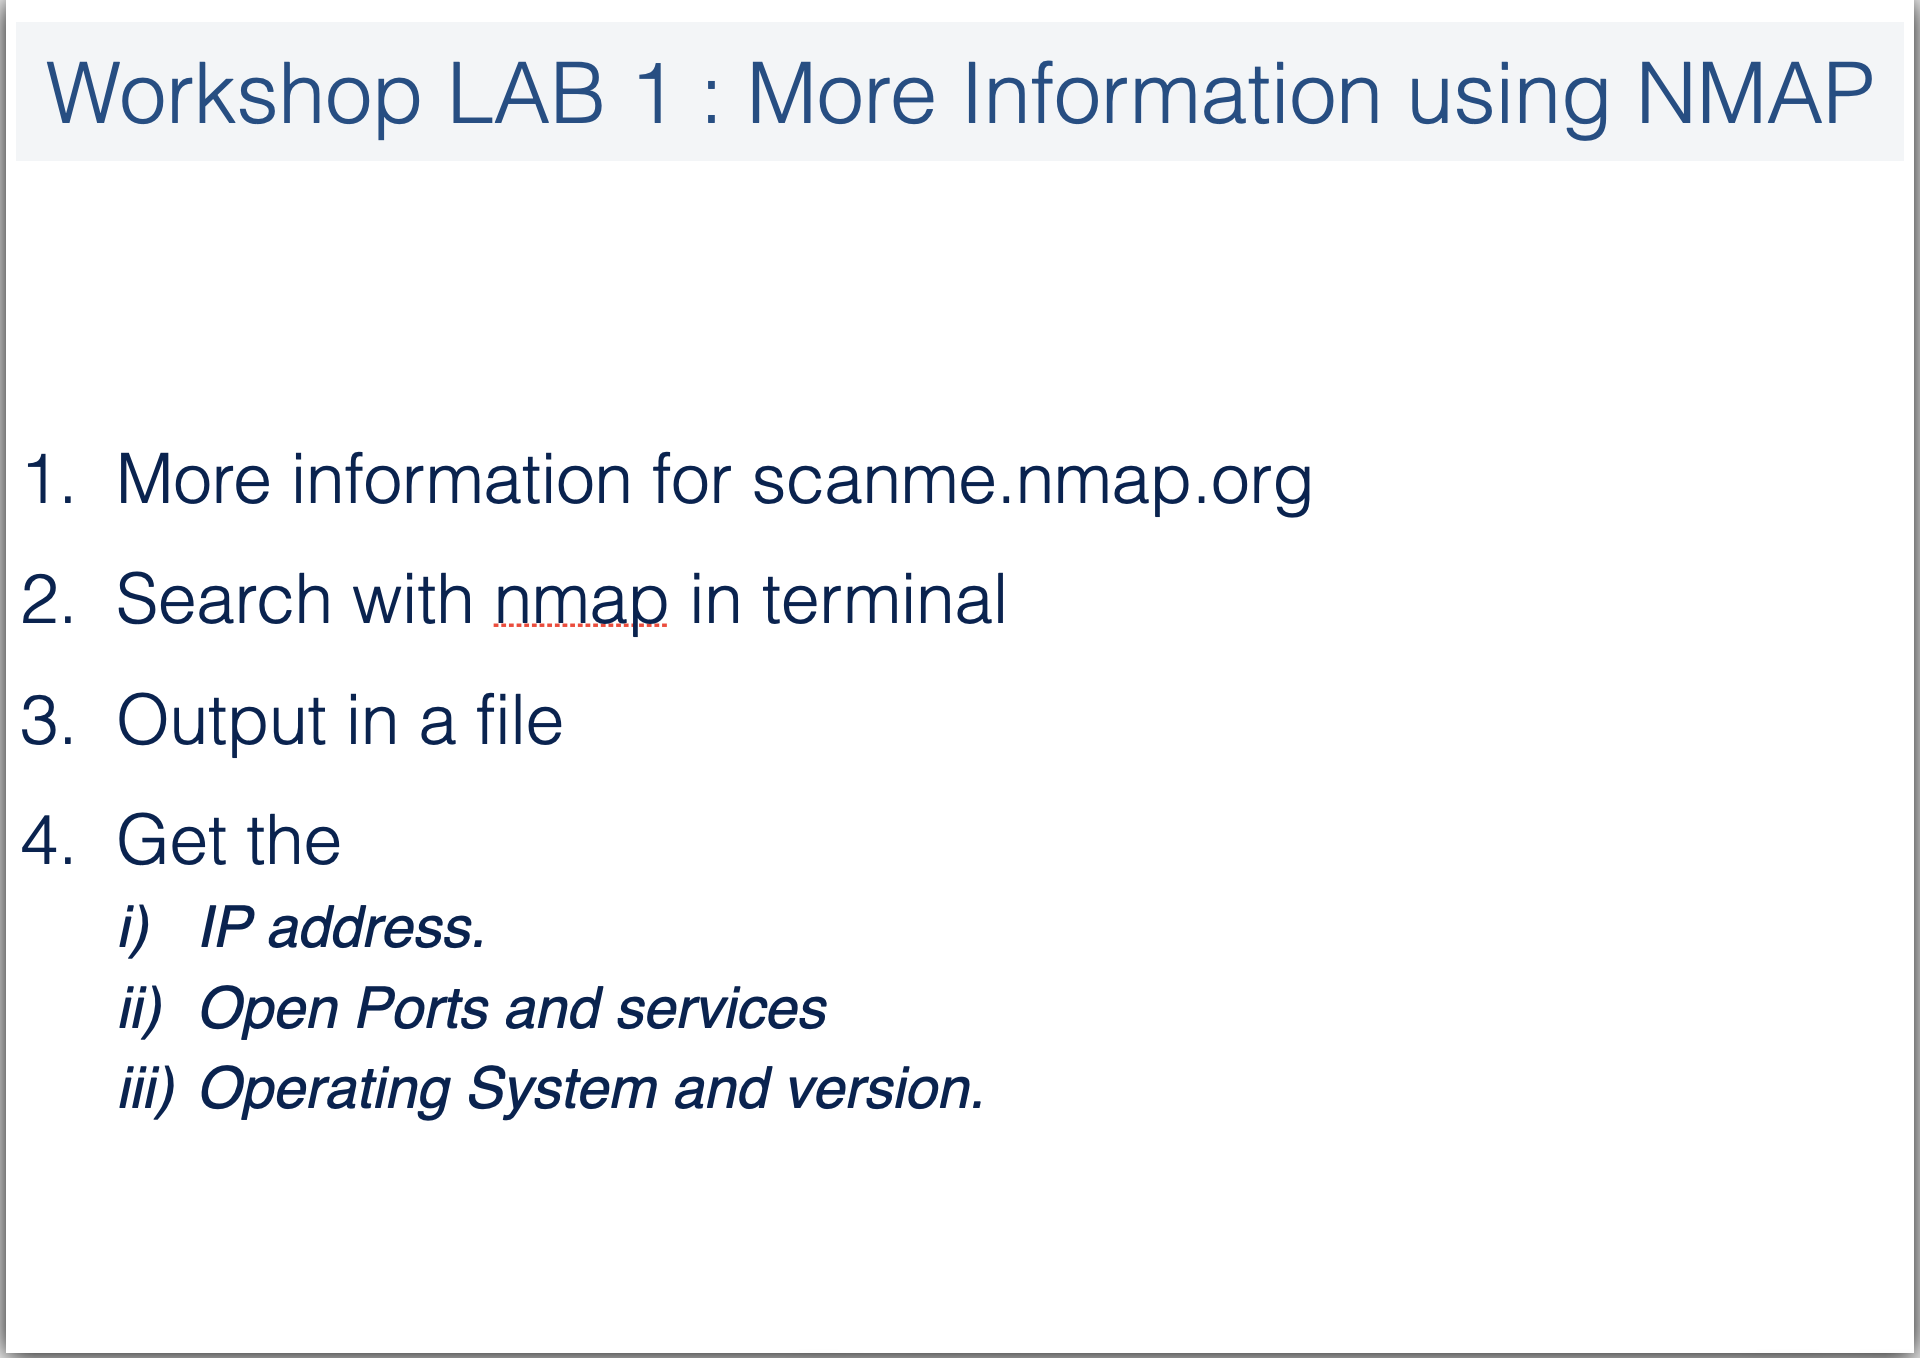 Workshop LAB 1 : More Information using NMAP
1. More information for scanme.nmap.org
2. Search with nmap in terminal
3. Output in a file
4. Get the
i) IP address.
ii) Open Ports and services
iii) Operating System and version.